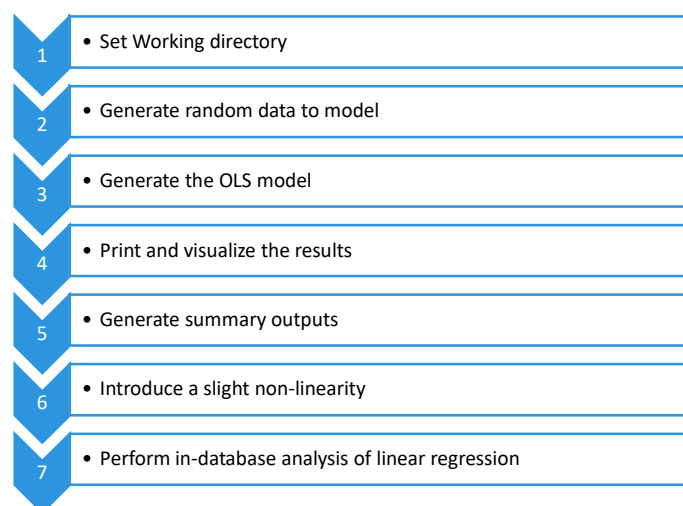 1 • Set Working directory
2 • Generate random data to model
3 • Generate the OLS model
4 • Print and visualize the results
5 • Generate summary outputs
6 • Introduce a slight non-linearity
7 • Perform in-database analysis of linear regression